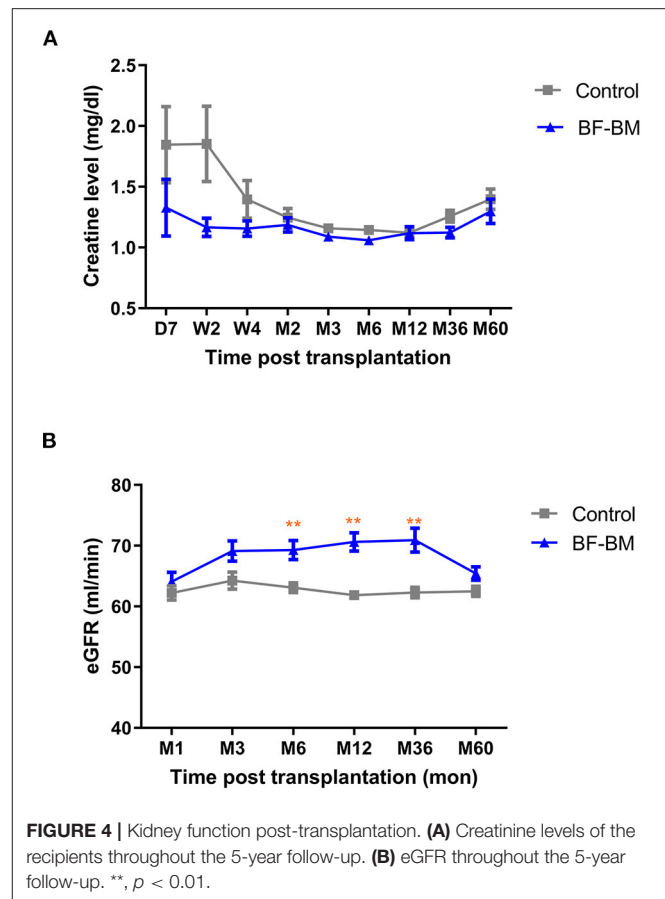 A
2.5
2.0
1.5
1.0
0.5
Creatine level (mg/dl)
Control
BF-BM
D7 W2 W4 M2 M3 M6 M12 M36 M60
Time post transplantation
B
80
70
60
50
40
eGFR (ml/min)
** ** **
Control
BF-BM
M1 M3 M6 M12 M36 M60
Time post transplantation (mon)
FIGURE 4 | Kidney function post-transplantation. (A) Creatinine levels of the
recipients throughout the 5-year follow-up. (B) eGFR throughout the 5-year
follow-up. **, p < 0.01.